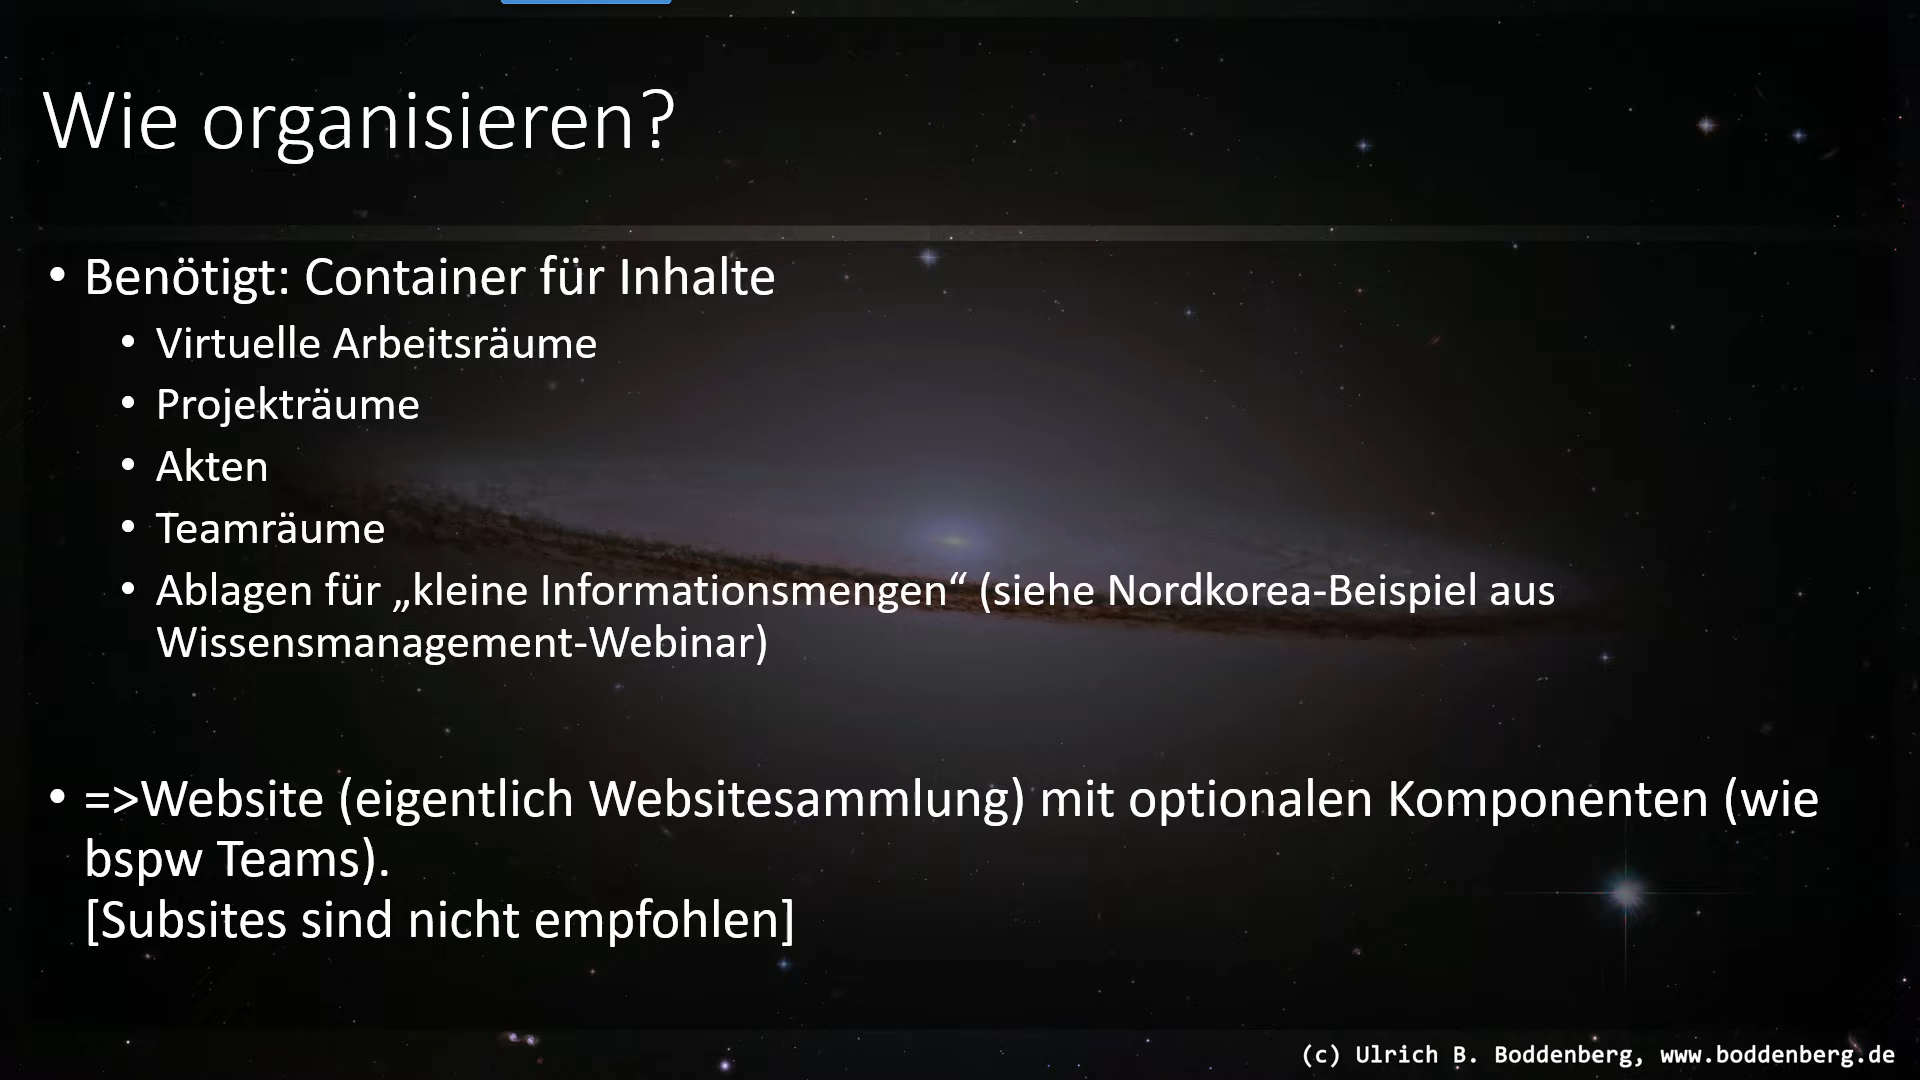 Wie organisieren?
• Benötigt: Container für Inhalte
• Virtuelle Arbeitsräume
• Projekträume
• Akten
• Teamräume
• Ablagen für „kleine Informationsmengen“ (siehe Nordkorea-Beispiel aus
Wissensmanagement-Webinar)
• =>Website (eigentlich Websitesammlung) mit optionalen Komponenten (wie
bspw Teams).
[Subsites sind nicht empfohlen]
(c) Ulrich B. Boddenberg, www.boddenberg.de